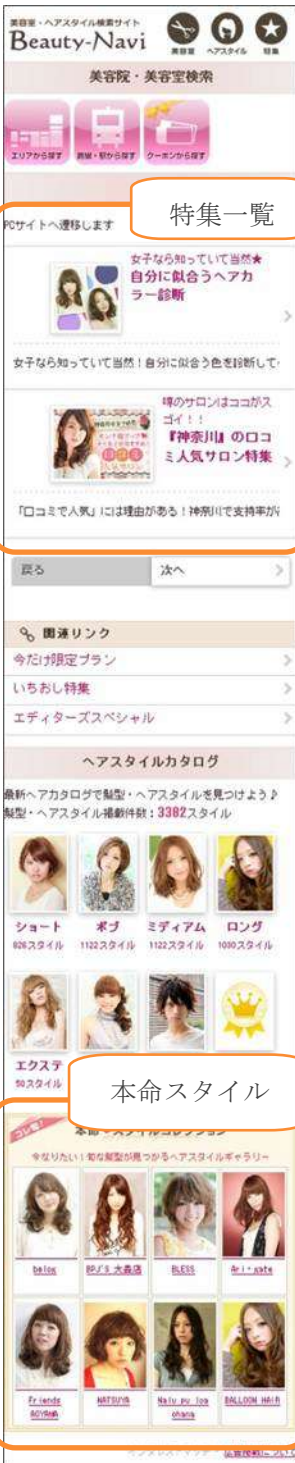 美容室・ヘアスタイル検索サイト
Beauty-Navi
美容室
ヘアスタイル
特集
美容院・美容室検索
エリアから探す
路線・駅から探す
クーポンから探す
特集一覧
PCサイトへ遷移します
女子なら知っていて当然★
自分に似合うヘアカ
ラー診断
女子なら知っていて当然！自分に似合う色を診断して
噂のサロンはココがス
ゴイ！！
『神奈川』の口コ
ミ人気サロン特集
「口コミで人気」には理由がある！神奈川で支持率が
戻る
次へ
関連リンク
今だけ限定プラン
いちおし特集
エディターズスペシャル
ヘアスタイルカタログ
最新ヘアカタログで髪型・ヘアスタイルを見つけよう♪
髪型・ヘアスタイル掲載件数：3382スタイル
ショート
ボブ
ミディアム
ロング
826スタイル
1122スタイル
1122スタイル
1000スタイル
エクステ
50スタイル
本命スタイル
コレ旬！
今なりたい！旬な髪型が見つかるヘアスタイルギャラリー
belox
BPJ'S 大森店
BLESS
Ari・gate
Friends
AOYAMA
NATSUYA
Nalu pu loa
ohana
BALLOON HAIR
広告掲載について